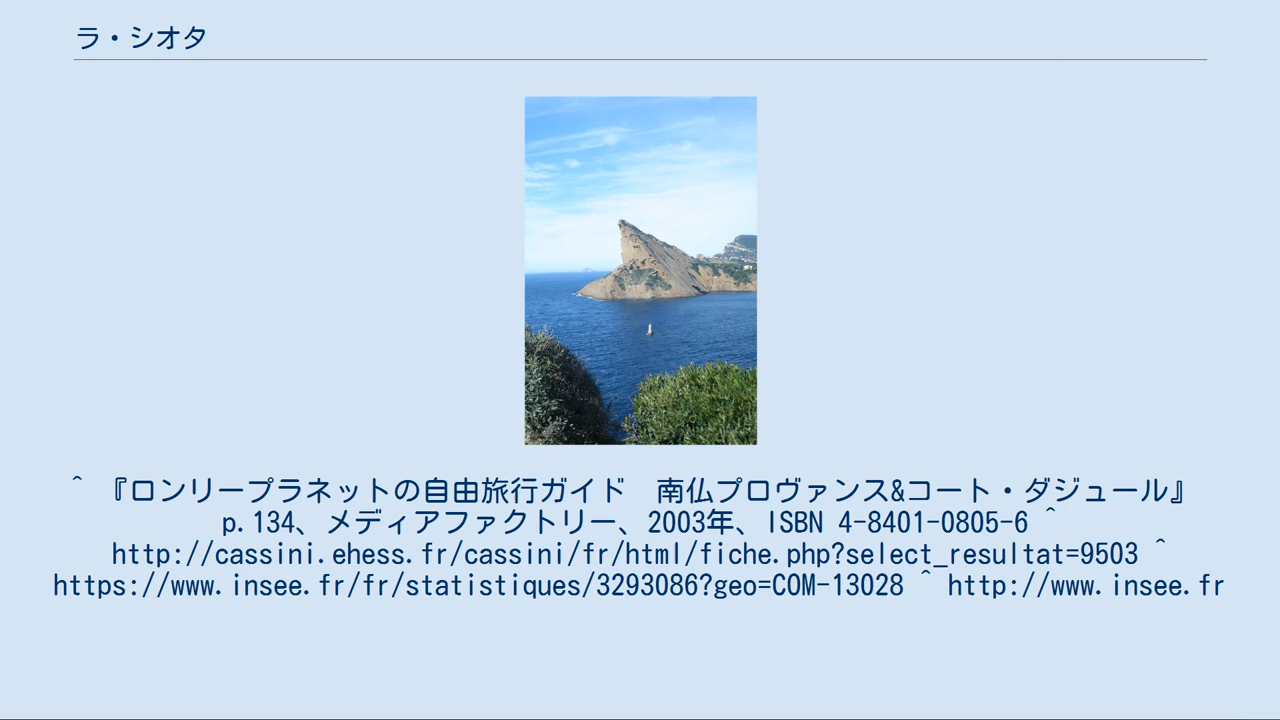 ラ・シオタ
^ 『ロンリープラネットの自由旅行ガイド　南仏プロヴァンス&コート・ダジュール』
p.134、メディアファクトリー、2003年、ISBN 4-8401-0805-6 ^
http://cassini.ehess.fr/cassini/fr/html/fiche.php?select_resultat=9503 ^
https://www.insee.fr/fr/statistiques/3293086?geo=COM-13028 ^ http://www.insee.fr